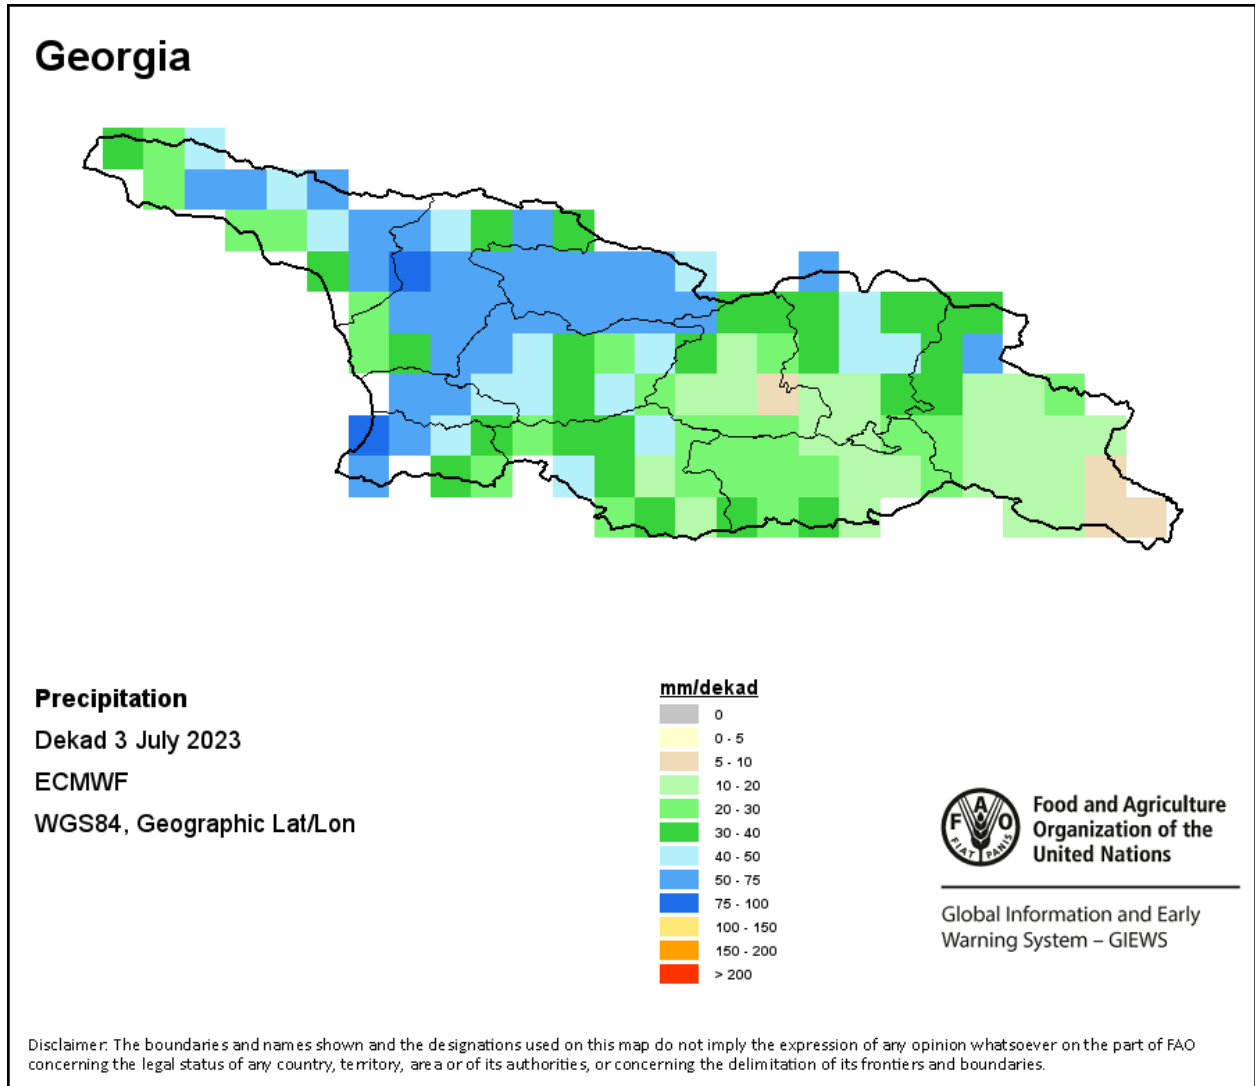 Georgia
Precipitation
Dekad 3 July 2023
ECMWF
WGS84, Geographic Lat/Lon
mm/dekad
0
0 - 5
5 - 10
10 - 20
20 - 30
30 - 40
40 - 50
50 - 75
75 - 100
100 - 150
150 - 200
> 200
F A O
FIAT PANIS
Food and Agriculture
Organization of the
United Nations
Global Information and Early
Warning System – GIEWS
Disclaimer: The boundaries and names shown and the designations used on this map do not imply the expression of any opinion whatsoever on the part of FAO
concerning the legal status of any country, territory, area or of its authorities, or concerning the delimitation of its frontiers and boundaries.